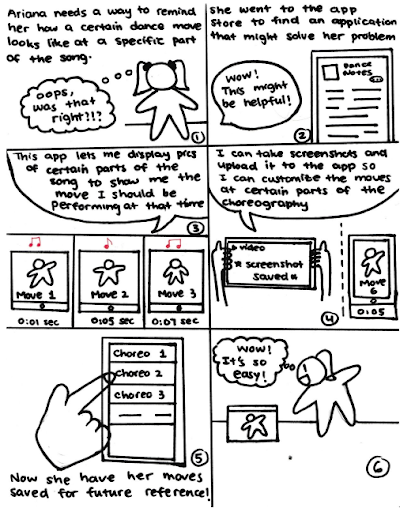 Ariana needs a way to remind
her how a certain dance move
looks like at a specific part
of the song.
oops,
was that
right?!?
1
She went to the app
Store to find an application
that might solve her problem
Wow!
This might
be helpful!
DANCE
NOTES
2
This app lets me display pics
of certain parts of the
song to show me the
move I should be
performing at that time
3
Move 1
0:01 sec
Move 2
0:05 sec
Move 3
0:07 sec
I can take screenshots and
upload it to the app so
I can customize the moves
at certain parts of the
choreography
video
* screenshot
saved *
4
Move
6
0:05
Choreo 1
Choreo 2
Choreo 3
5
Now she have her moves
saved for future reference!
Wow!
It's so
easy!
6